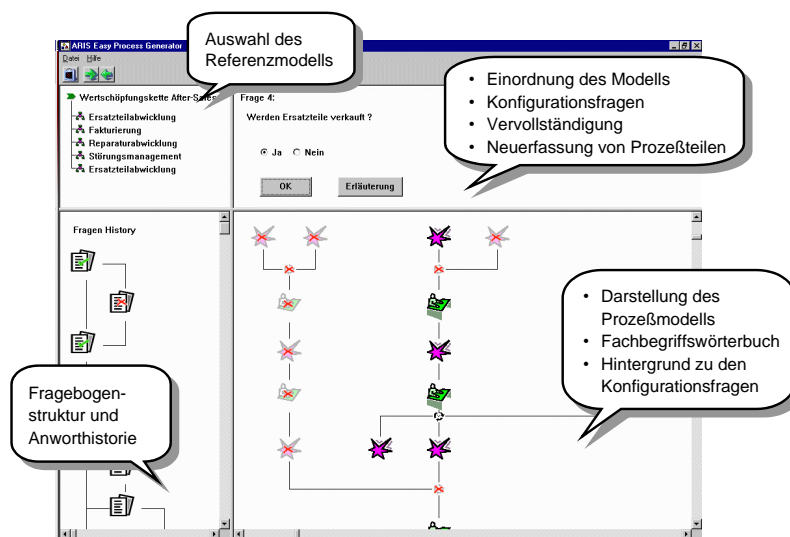 ARIS Easy Process Generator
Datei Hilfe
Auswahl des
Referenzmodells
Wertschöpfungskette After-Sales
Ersatzteilabwicklung
Fakturierung
Reparaturabwicklung
Störungsmanagement
Ersatzteilabwicklung
Frage 4:
Werden Ersatzteile verkauft ?
Ja Nein
OK Erläuterung
• Einordnung des Modells
• Konfigurationsfragen
• Vervollständigung
• Neuerfassung von Prozeßteilen
Fragen History
• Darstellung des
Prozeßmodells
• Fachbegriffswörterbuch
• Hintergrund zu den
Konfigurationsfragen
Fragebogen-
struktur und
Anworthistorie